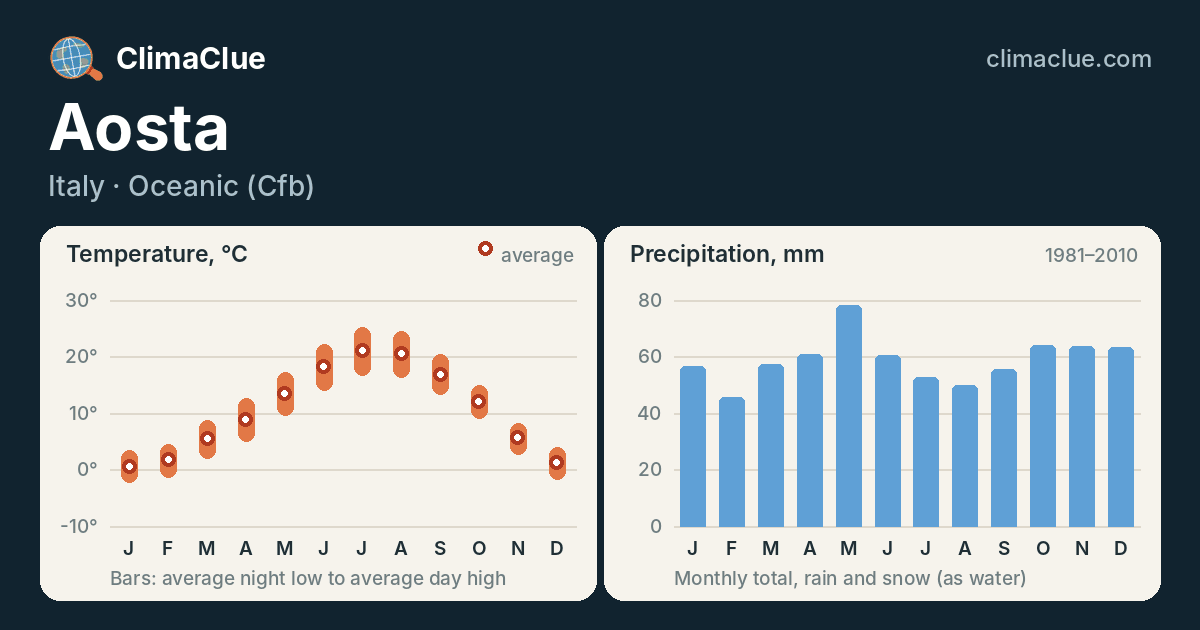 ClimaClue
climaclue.com
Aosta
Italy · Oceanic (Cfb)
Temperature, °C
average
30°
20°
10°
0°
-10°
J F M A M J J A S O N D
Bars: average night low to average day high
Precipitation, mm
1981–2010
80
60
40
20
0
J F M A M J J A S O N D
Monthly total, rain and snow (as water)